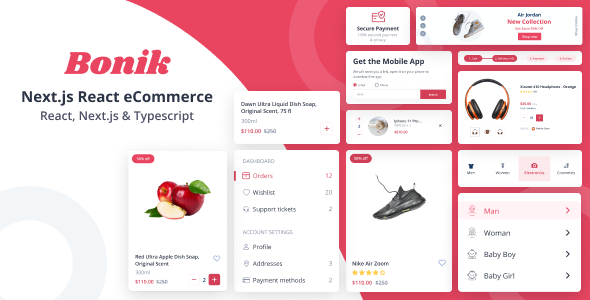 Bonik
Next.js React eCommerce
React, Next.js & Typescript
Secure Payment
Air Jordan
New Collection
Shop Now
Get the Mobile App
Dawn Ultra Liquid Dish Soap,
Original Scent, 75 fl
300ml
$110.00 $250
Iphone 11 Pro...
Xiaomi 410 Headphone - Orange
Man
Woman
Electronics
Cosmetics
50% off
Red Ultra Apple Dish Soap,
Original Scent
300ml
$110.00 $250
2
DASHBOARD
Orders 12
Wishlist 20
Support tickets 2
ACCOUNT SETTINGS
Profile
Addresses 3
Payment methods 2
50% off
Nike Air Zoom
$110.00 $250
Man
Woman
Baby Boy
Baby Girl